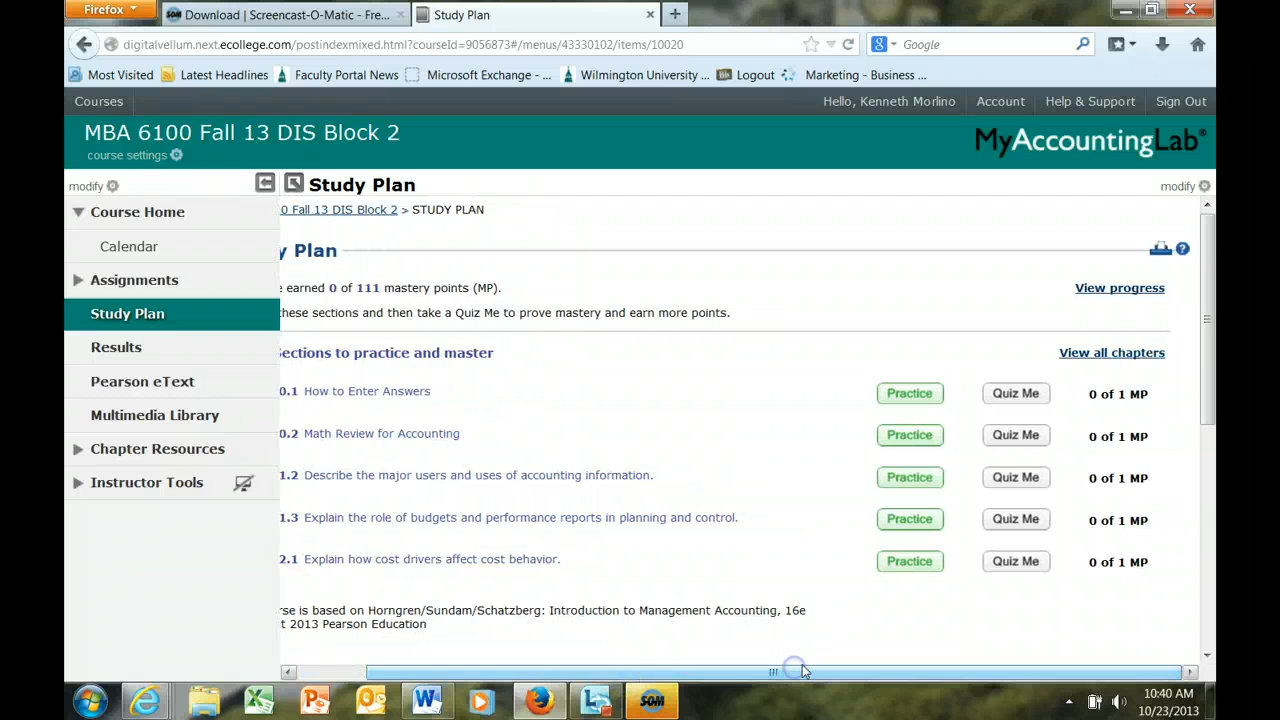 Firefox
Download | Screencast-O-Matic - Fre...
Study Plan
digitalvellum.next.ecollege.com/postindexmixed.html?courseId=9056873#/menus/43330102/items/10020
Google
Most Visited Latest Headlines Faculty Portal News Microsoft Exchange - ... Wilmington University ... Bb Logout Marketing - Business ...
Courses Hello, Kenneth Morlino Account Help & Support Sign Out
MBA 6100 Fall 13 DIS Block 2
MyAccountingLab®
course settings
modify Study Plan modify
Course Home
0 Fall 13 DIS Block 2 > STUDY PLAN
Calendar
y Plan
Assignments
e earned 0 of 111 mastery points (MP). View progress
Study Plan
these sections and then take a Quiz Me to prove mastery and earn more points.
Results
Sections to practice and master View all chapters
Pearson eText
0.1 How to Enter Answers Practice Quiz Me 0 of 1 MP
Multimedia Library
0.2 Math Review for Accounting Practice Quiz Me 0 of 1 MP
Chapter Resources
1.2 Describe the major users and uses of accounting information. Practice Quiz Me 0 of 1 MP
Instructor Tools
1.3 Explain the role of budgets and performance reports in planning and control. Practice Quiz Me 0 of 1 MP
2.1 Explain how cost drivers affect cost behavior. Practice Quiz Me 0 of 1 MP
rse is based on Horngren/Sundam/Schatzberg: Introduction to Management Accounting, 16e
t 2013 Pearson Education
SOM
10:40 AM
10/23/2013